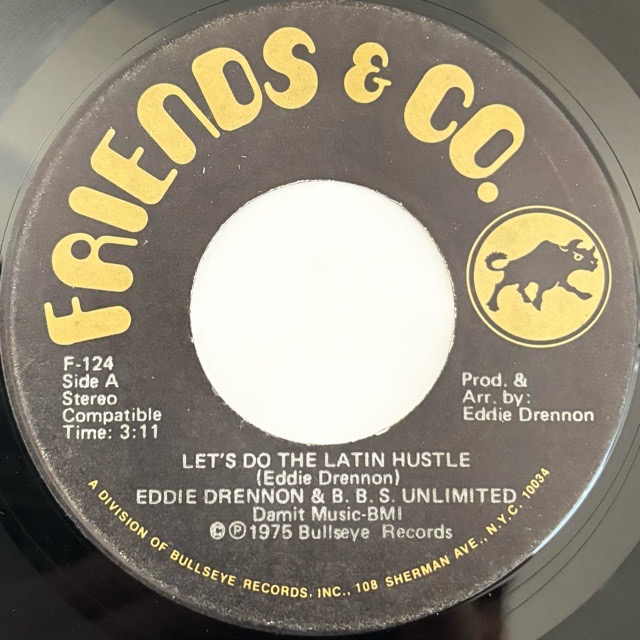 FRIENDS & CO.
F-124
Side A
Stereo
Compatible
Time: 3:11
Prod. &
Arr. by:
Eddie Drennon
LET'S DO THE LATIN HUSTLE
(Eddie Drennon)
EDDIE DRENNON & B. B. S. UNLIMITED
Damit Music-BMI
©℗1975 Bullseye Records
A DIVISION OF BULLSEYE RECORDS, INC., 108 SHERMAN AVE., N.Y.C. 10034